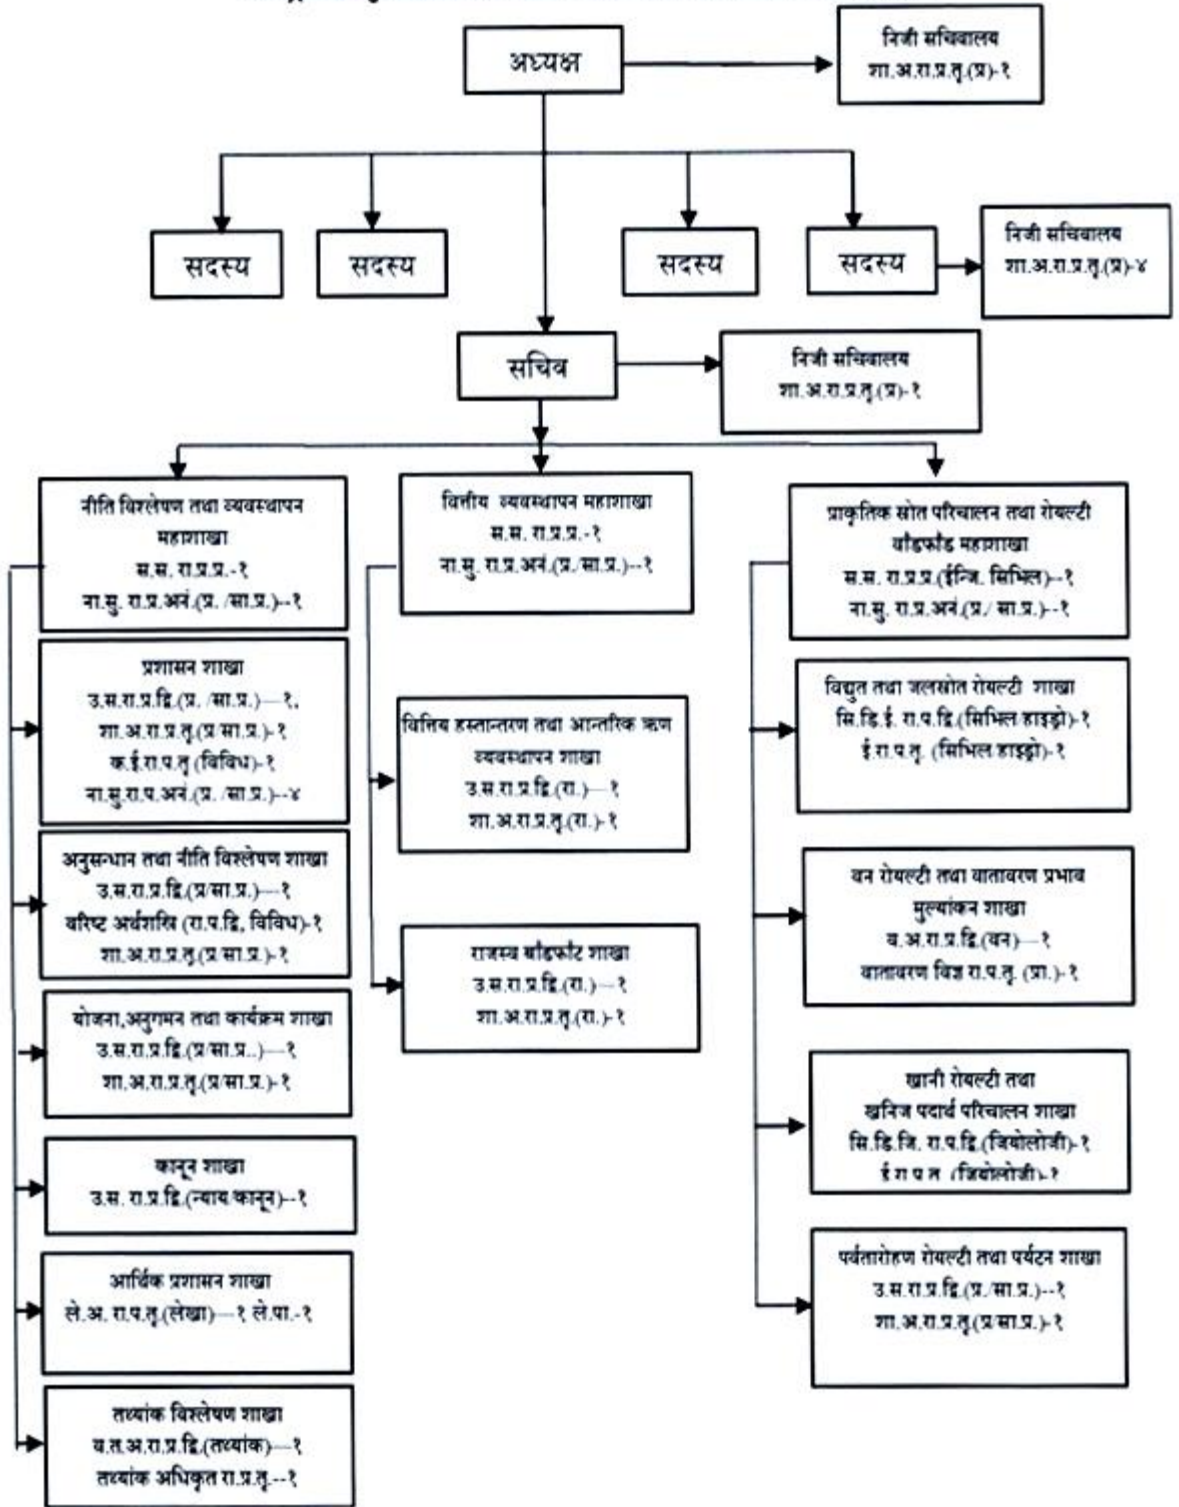 अध्यक्ष
निजी सचिवालय
शा.अ.रा.प्र.तृ.(प्र)-१
सदस्य
सदस्य
सदस्य
सदस्य
निजी सचिवालय
शा.अ.रा.प्र.तृ.(प्र)-४
सचिव
निजी सचिवालय
शा.अ.रा.प्र.तृ.(प्र)-१
नीति विश्लेषण तथा व्यवस्थापन
महाशाखा
स.स. रा.प्र.प्र.-१
ना.सु. रा.प्र.अनं.(प्र. /सा.प्र.)--१
प्रशासन शाखा
उ.स.रा.प्र.द्वि.(प्र. /सा.प्र.)—१,
शा.अ.रा.प्र.तृ.(प्र/सा.प्र.)-१
क.ई.रा.प.तृ (विविध)-१
ना.सु.रा.प.अनं.(प्र. /सा.प्र.)--४
अनुसन्धान तथा नीति विश्लेषण शाखा
उ.स.रा.प्र.द्वि.(प्र/सा.प्र.)—१
वरिष्ट अर्थशस्त्रि (रा.प.द्वि, विविध)-१
शा.अ.रा.प्र.तृ.(प्र/सा.प्र.)-१
योजना,अनुगमन तथा कार्यक्रम शाखा
उ.स.रा.प्र.द्वि.(प्र/सा.प्र..)—१
शा.अ.रा.प्र.तृ.(प्र/सा.प्र.)-१
कानून शाखा
उ.स. रा.प्र.द्वि.(न्याय/कानून)--१
आर्थिक प्रशासन शाखा
ले.अ. रा.प.तृ.(लेखा)—१ ले.पा.-१
तथ्यांक विश्लेषण शाखा
व.त.अ.रा.प्र.द्वि.(तथ्यांक)—१
तथ्यांक अधिकृत रा.प्र.तृ.--१
वित्तीय व्यवस्थापन महाशाखा
स.स. रा.प्र.प्र.-१
ना.सु. रा.प्र.अनं.(प्र./सा.प्र.)--१
वित्तिय हस्तान्तरण तथा आन्तरिक ऋण
व्यवस्थापन शाखा
उ.स.रा.प्र.द्वि.(रा.)—१
शा.अ.रा.प्र.तृ.(रा.)-१
राजस्व बाँडफाँट शाखा
उ.स.रा.प्र.द्वि.(रा.)—१
शा.अ.रा.प्र.तृ.(रा.)-१
प्राकृतिक स्रोत परिचालन तथा रोयल्टी
बाँडफाँड महाशाखा
स.स. रा.प्र.प्र.(ईन्जि. सिभिल)--१
ना.सु. रा.प्र.अनं.(प्र./ सा.प्र.)--१
विद्युत तथा जलस्रोत रोयल्टी शाखा
सि.डि.ई. रा.प.द्वि.(सिभिल/हाइड्रो)-१
ई.रा.प.तृ. (सिभिल/हाइड्रो)-१
वन रोयल्टी तथा वातावरण प्रभाव
मुल्यांकन शाखा
व.अ.रा.प्र.द्वि.(वन)—१
वातावरण विज्ञ रा.प.तृ. (प्रा.)-१
खानी रोयल्टी तथा
खनिज पदार्थ परिचालन शाखा
सि.डि.जि. रा.प.द्वि.(जियोलोजी)-१
ई.रा.प.तृ. (जियोलोजी)-१
पर्वतारोहण रोयल्टी तथा पर्यटन शाखा
उ.स.रा.प्र.द्वि.(प्र./सा.प्र.)--१
शा.अ.रा.प्र.तृ.(प्र/सा.प्र.)-१